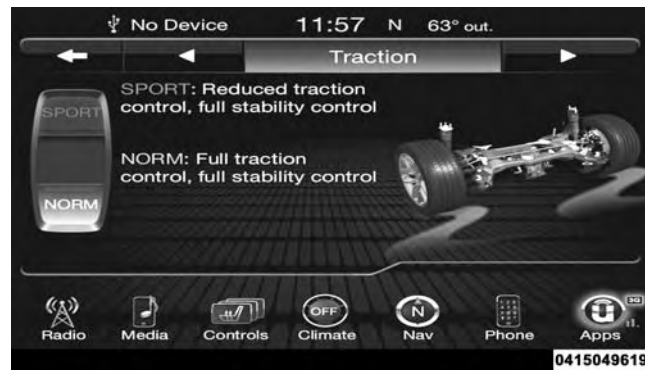 No Device 11:57 N 63° out.
Traction
SPORT: Reduced traction
control, full stability control
SPORT
NORM: Full traction
control, full stability control
NORM
OFF
N
3G
Radio Media Controls Climate Nav Phone Apps
0415049619